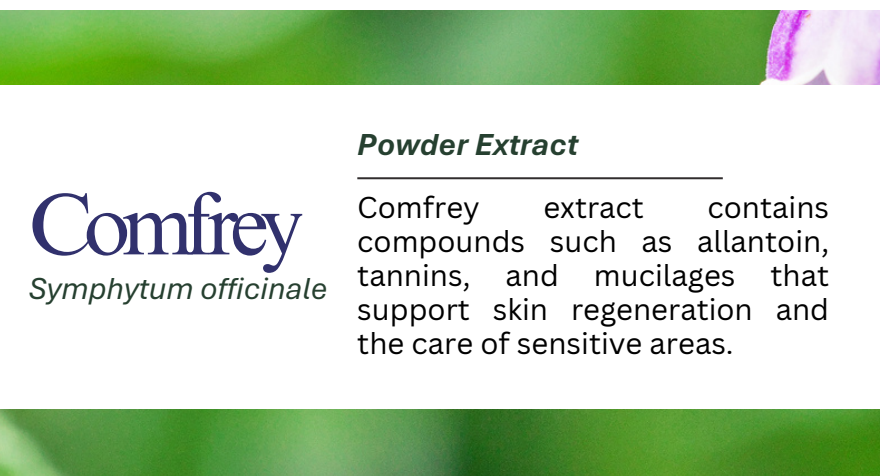 Comfrey
Symphytum officinale
Powder Extract
Comfrey extract contains
compounds such as allantoin,
tannins, and mucilages that
support skin regeneration and
the care of sensitive areas.